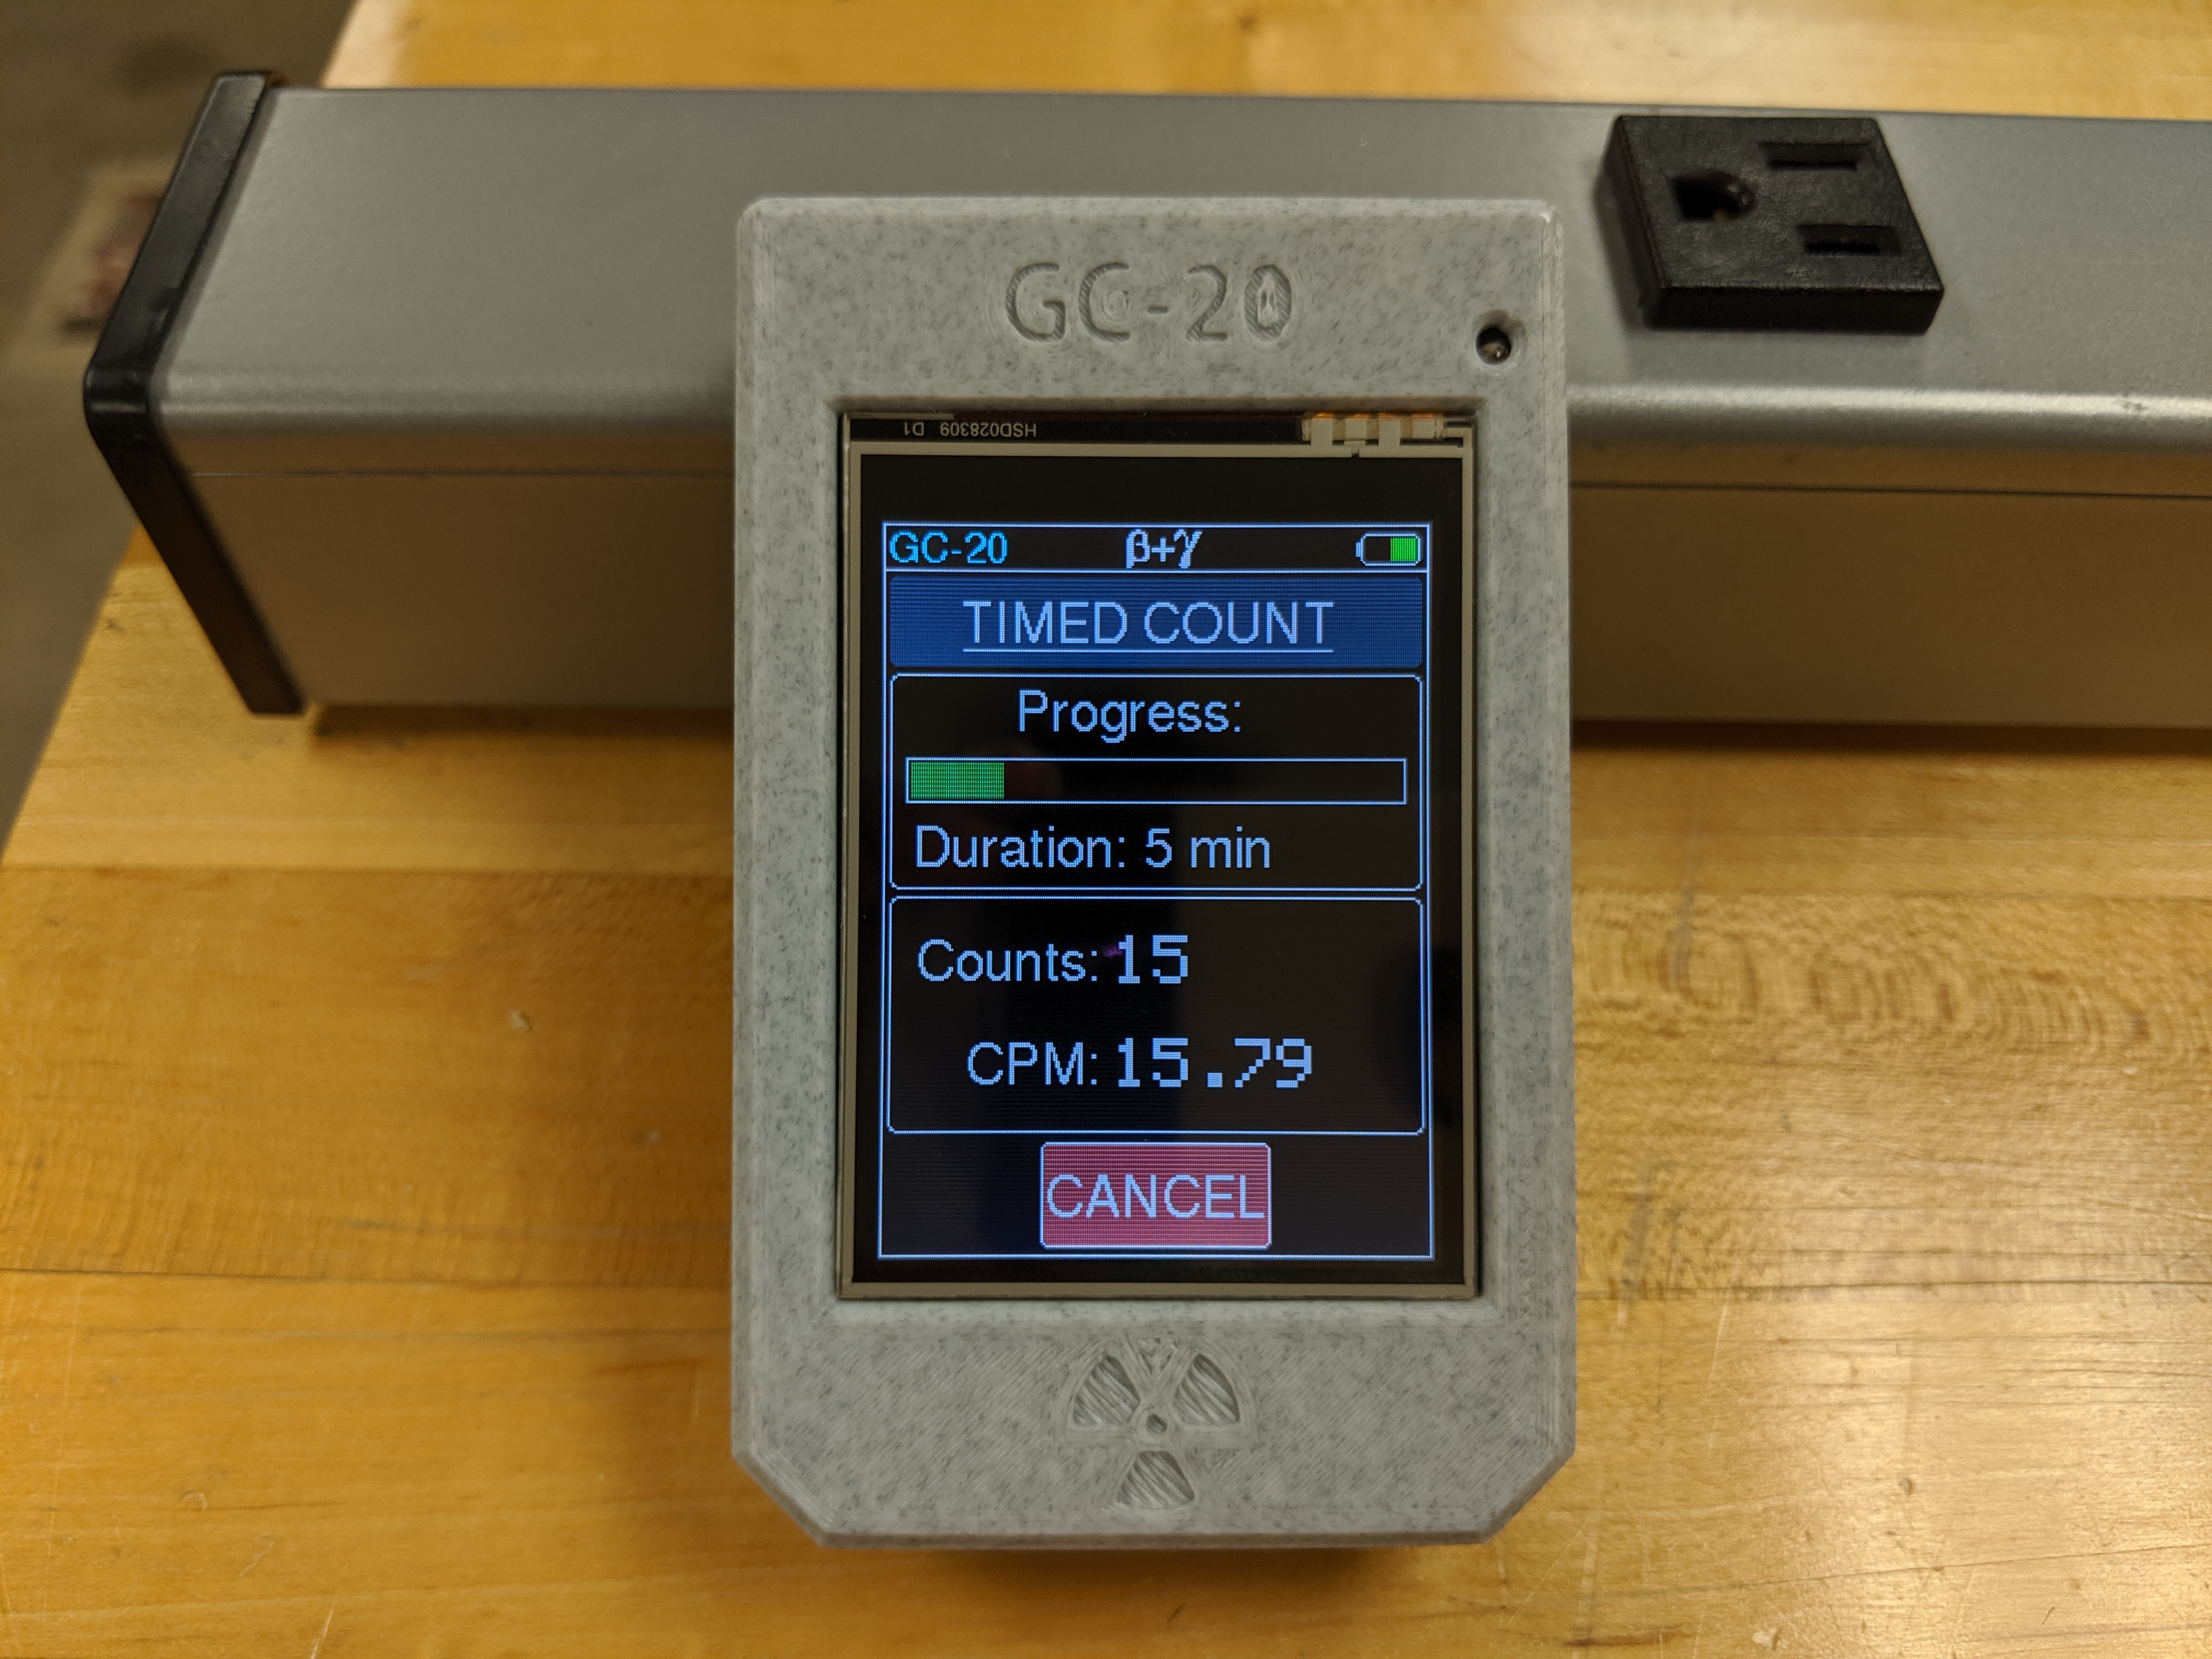 GC-20
HSD028309 D1
GC-20 β+γ
TIMED COUNT
Progress:
Duration: 5 min
Counts: 15
CPM: 15.79
CANCEL